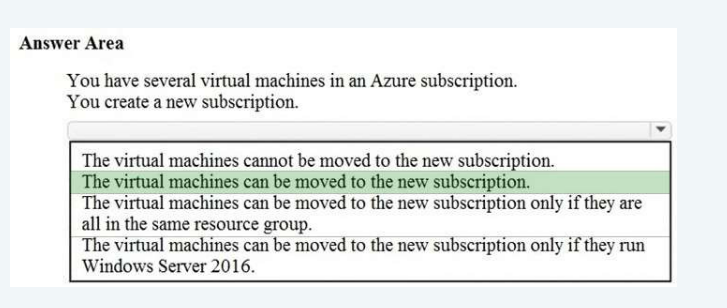 Answer Area
You have several virtual machines in an Azure subscription.
You create a new subscription.
The virtual machines cannot be moved to the new subscription.
The virtual machines can be moved to the new subscription.
The virtual machines can be moved to the new subscription only if they are
all in the same resource group.
The virtual machines can be moved to the new subscription only if they run
Windows Server 2016.